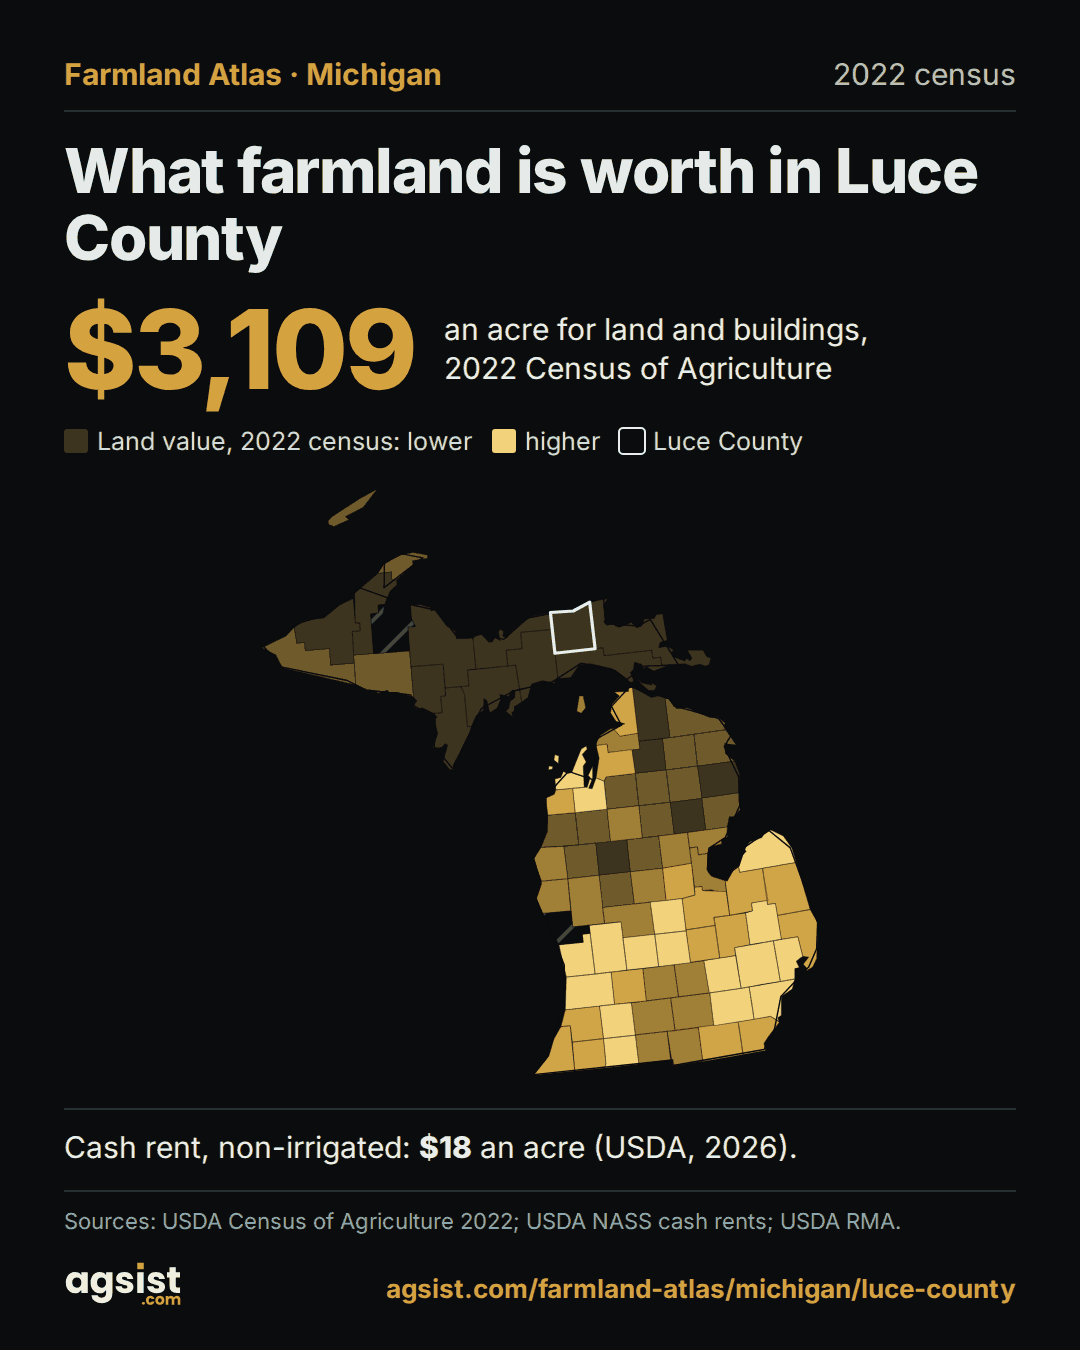 Farmland Atlas · Michigan
2022 census
What farmland is worth in Luce
County
$3,109
an acre for land and buildings,
2022 Census of Agriculture
Land value, 2022 census: lower
higher
Luce County
Cash rent, non-irrigated: $18 an acre (USDA, 2026).
Sources: USDA Census of Agriculture 2022; USDA NASS cash rents; USDA RMA.
agsist
.com
agsist.com/farmland-atlas/michigan/luce-county